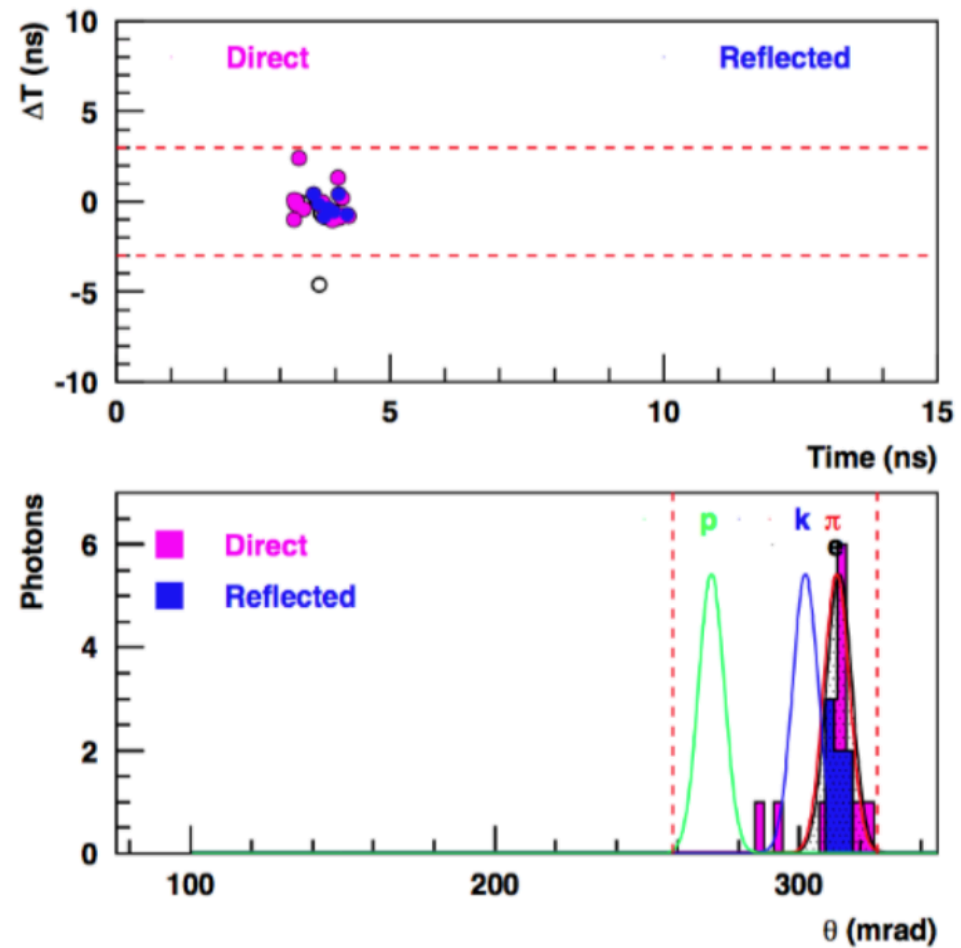 ΔT (ns)
10
5
0
-5
-10
Direct
Reflected
0
5
10
15
Time (ns)
Photons
6
4
2
0
Direct
Reflected
p
k
π
e
100
200
300
θ (mrad)